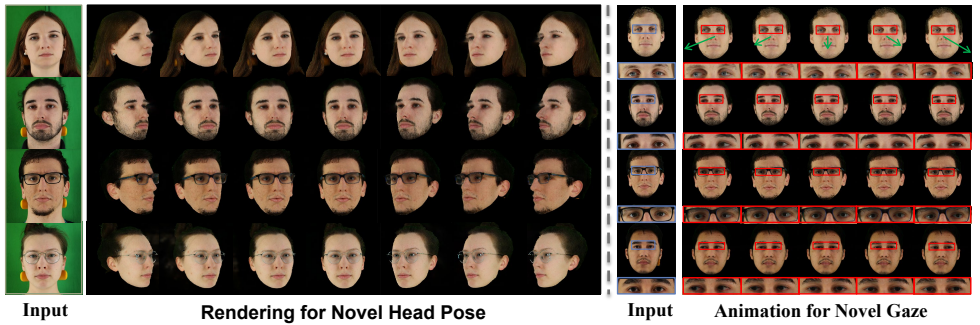 Input
Rendering for Novel Head Pose
Input
Animation for Novel Gaze